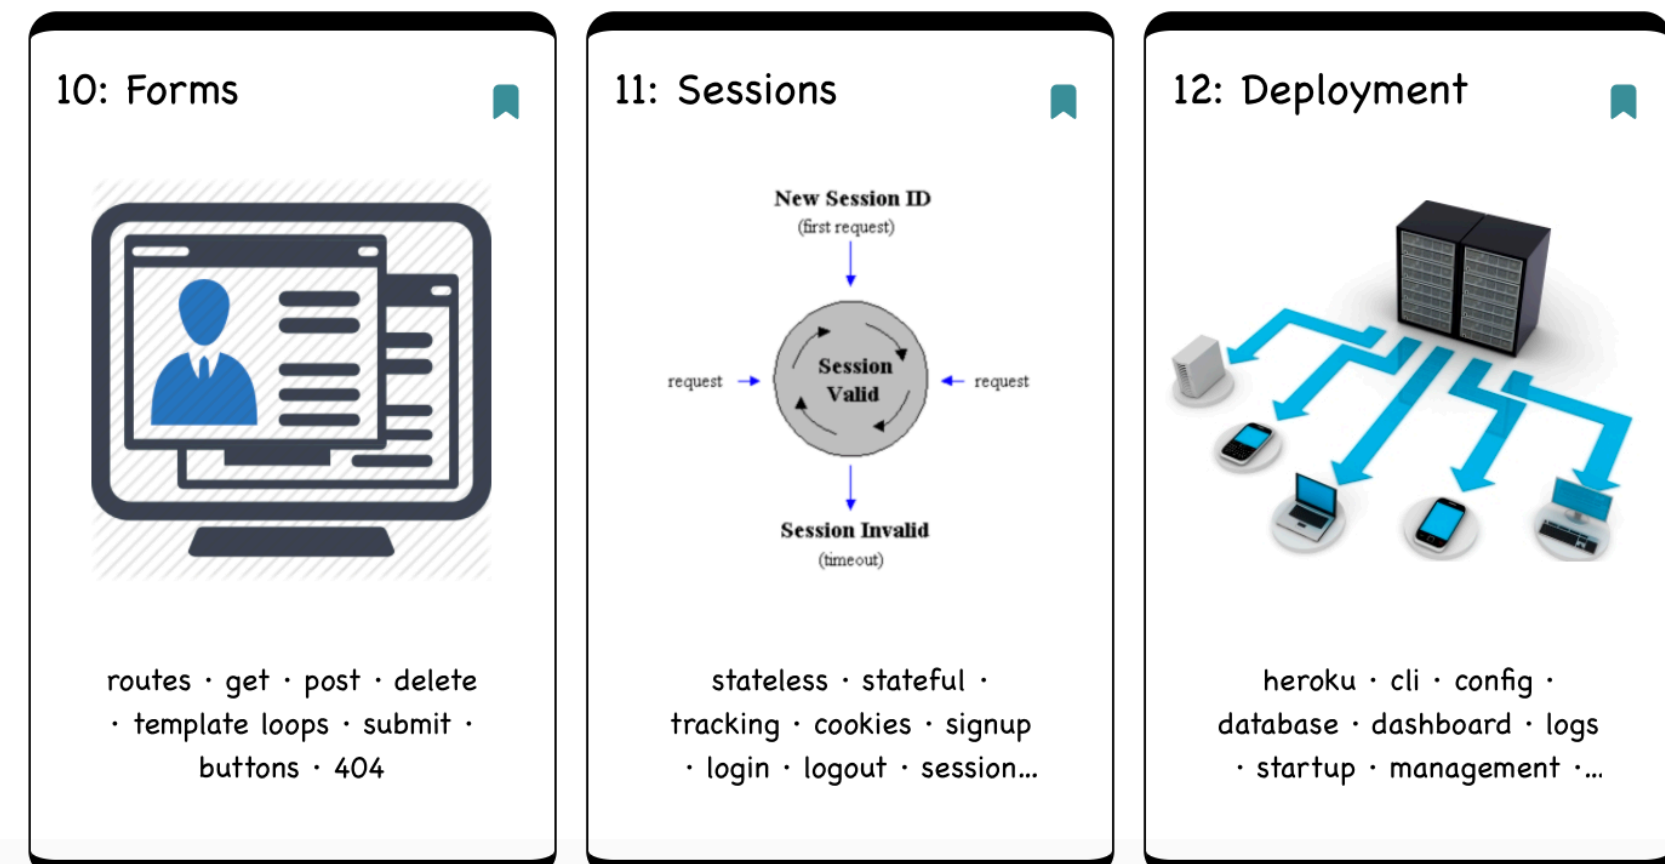 10: Forms
routes · get · post · delete
· template loops · submit ·
buttons · 404
11: Sessions
New Session ID
(first request)
request
Session
Valid
request
Session Invalid
(timeout)
stateless · stateful ·
tracking · cookies · signup
· login · logout · session...
12: Deployment
heroku · cli · config ·
database · dashboard · logs
· startup · management ·...